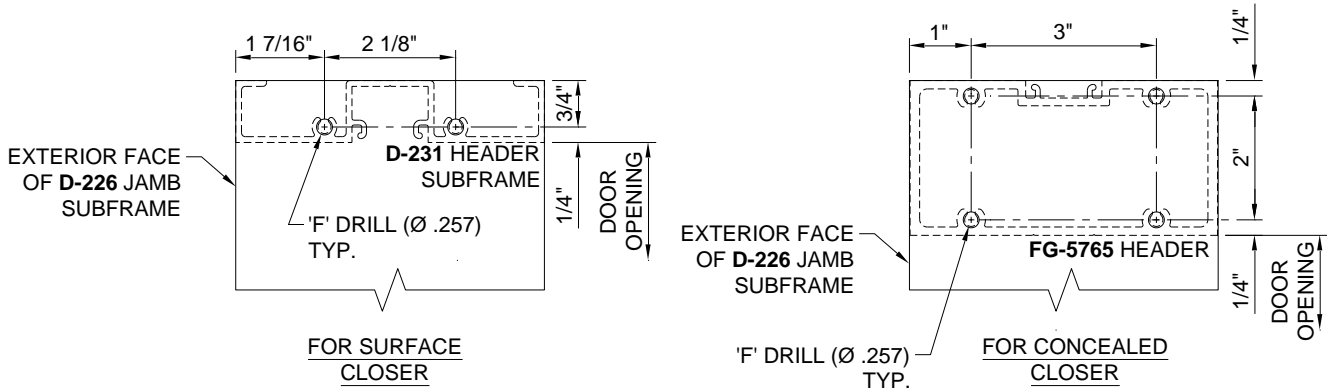 1 7/16"
2 1/8"
3/4"
EXTERIOR FACE
OF D-226 JAMB
SUBFRAME
D-231 HEADER
SUBFRAME
'F' DRILL (Ø .257)
TYP.
1/4"
DOOR
OPENING
FOR SURFACE
CLOSER
1"
3"
1/4"
2"
EXTERIOR FACE
OF D-226 JAMB
SUBFRAME
FG-5765 HEADER
1/4"
DOOR
OPENING
'F' DRILL (Ø .257)
TYP.
FOR CONCEALED
CLOSER